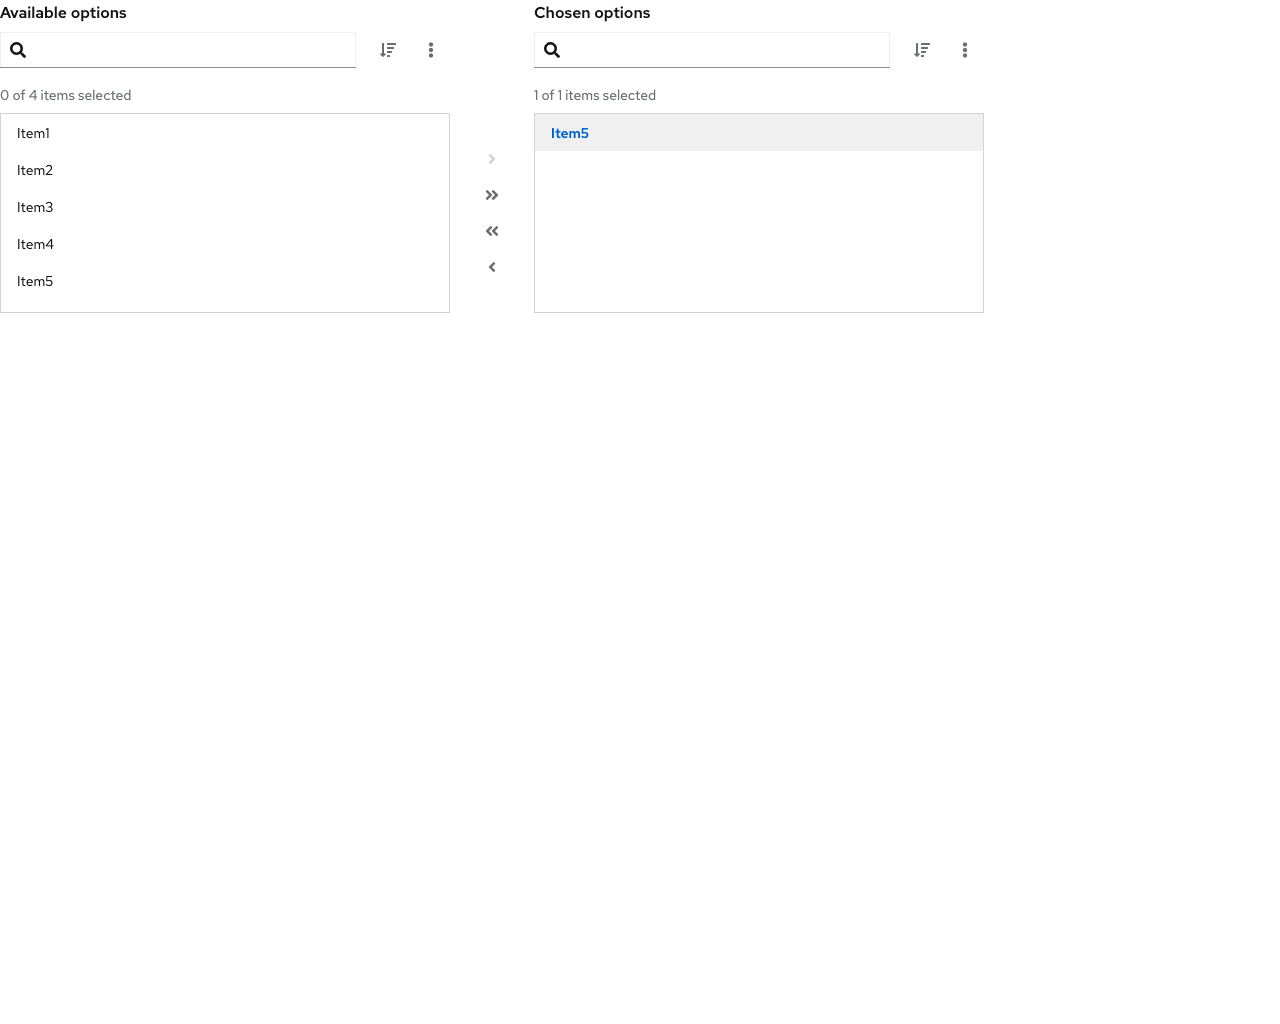 Available options
0 of 4 items selected
Item1
Item2
Item3
Item4
Item5
Chosen options
1 of 1 items selected
Item5